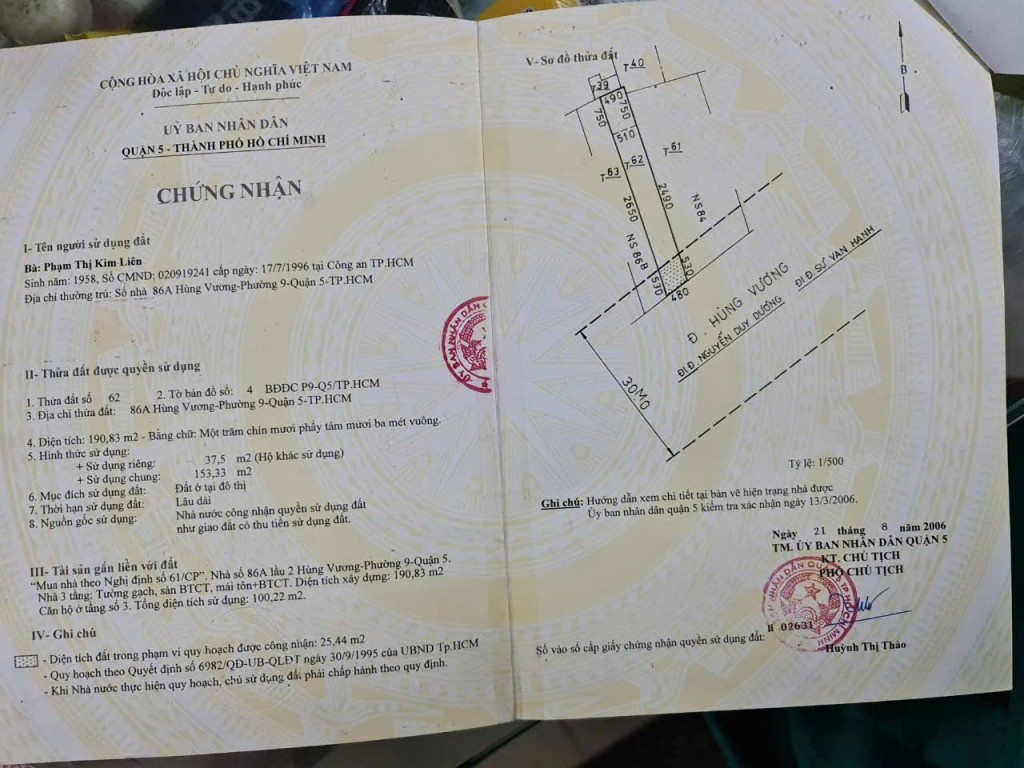 CỘNG HÒA XÃ HỘI CHỦ NGHĨA VIỆT NAM
Độc lập - Tự do - Hạnh phúc
UỶ BAN NHÂN DÂN
QUẬN 5 - THÀNH PHỐ HỒ CHÍ MINH
CHỨNG NHẬN
I- Tên người sử dụng đất
Bà: Phạm Thị Kim Liên
Sinh năm: 1958, Số CMND: 020919241 cấp ngày: 17/7/1996 tại Công an TP.HCM
Địa chỉ thường trú: Số nhà 86A Hùng Vương-Phường 9-Quận 5-TP.HCM
II- Thửa đất được quyền sử dụng
1. Thửa đất số 62 2. Tờ bản đồ số: 4 BĐĐC P9-Q5/TP.HCM
3. Địa chỉ thửa đất: 86A Hùng Vương-Phường 9-Quận 5-TP.HCM
4. Diện tích: 190,83 m2 - Bằng chữ: Một trăm chín mươi phẩy tám mươi ba mét vuông.
5. Hình thức sử dụng:
+ Sử dụng riêng: 37,5 m2 (Hộ khác sử dụng)
+ Sử dụng chung: 153,33 m2
6. Mục đích sử dụng đất: Đất ở tại đô thị
7. Thời hạn sử dụng đất: Lâu dài
8. Nguồn gốc sử dụng: Nhà nước công nhận quyền sử dụng đất
như giao đất có thu tiền sử dụng đất.
III- Tài sản gắn liền với đất
"Mua nhà theo Nghị định số 61/CP". Nhà số 86A lầu 2 Hùng Vương-Phường 9-Quận 5.
Nhà 3 tầng: Tường gạch, sàn BTCT, mái tôn+BTCT. Diện tích xây dựng: 190,83 m2
Căn hộ ở tầng số 3. Tổng diện tích sử dụng: 100,22 m2.
IV- Ghi chú
- Diện tích đất trong phạm vi quy hoạch được công nhận: 25,44 m2
- Quy hoạch theo Quyết định số 6982/QĐ-UB-QLĐT ngày 30/9/1995 của UBND Tp.HCM
- Khi Nhà nước thực hiện quy hoạch, chủ sử dụng đất phải chấp hành theo quy định.
ỦY BAN NHÂN DÂN
V- Sơ đồ thửa đất
B
T 40
T 39
490
750
750
510
T 61
T 62
T 63
2650
2490
NS 84
NS 86B
530
530
480
Đ HÙNG VƯƠNG
ĐI Đ. NGUYỄN DUY DƯƠNG
ĐI Đ. SƯ VẠN HẠNH
30M0
Tỷ lệ: 1/500
Ghi chú: Hướng dẫn xem chi tiết tại bản vẽ hiện trạng nhà được
Ủy ban nhân dân quận 5 kiểm tra xác nhận ngày 13/3/2006.
Ngày 21 tháng 8 năm 2006
TM. ỦY BAN NHÂN DÂN QUẬN 5
KT. CHỦ TỊCH
PHÓ CHỦ TỊCH
H 02631
Số vào sổ cấp giấy chứng nhận quyền sử dụng đất:
Huỳnh Thị Thảo